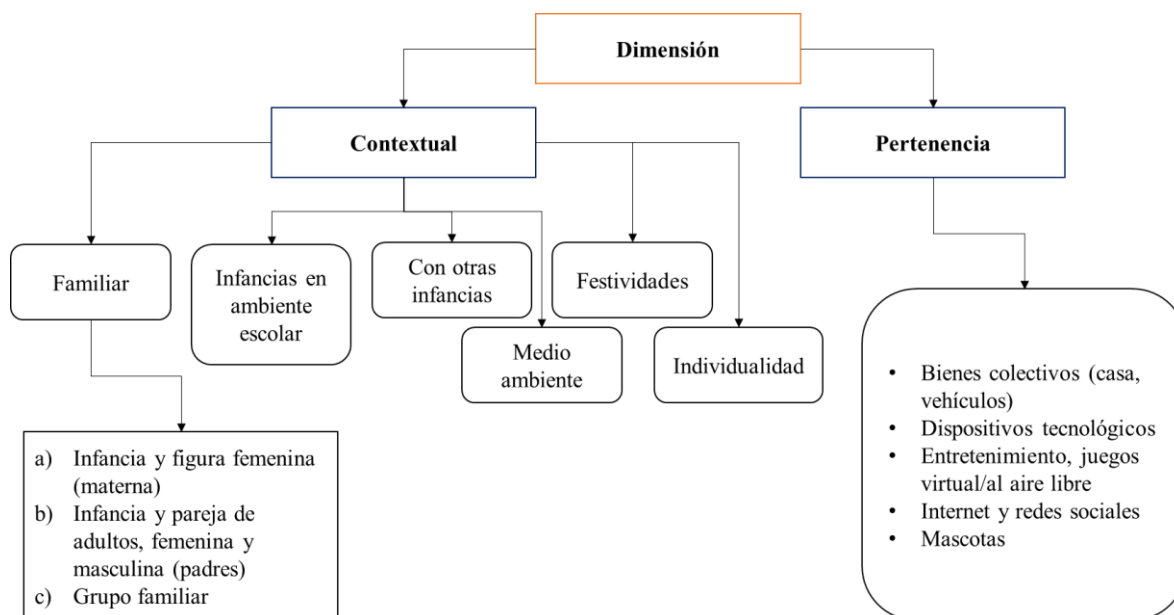 Dimensión
Contextual
Pertenencia
Familiar
Infancias en
ambiente
escolar
Con otras
infancias
Medio
ambiente
Festividades
Individualidad
a) Infancia y figura femenina
(materna)
b) Infancia y pareja de
adultos, femenina y
masculina (padres)
c) Grupo familiar
• Bienes colectivos (casa,
vehículos)
• Dispositivos tecnológicos
• Entretenimiento, juegos
virtual/al aire libre
• Internet y redes sociales
• Mascotas